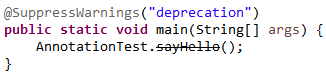 @SuppressWarnings("deprecation")
public static void main(String[] args) {
    AnnotationTest.sayHello();
}